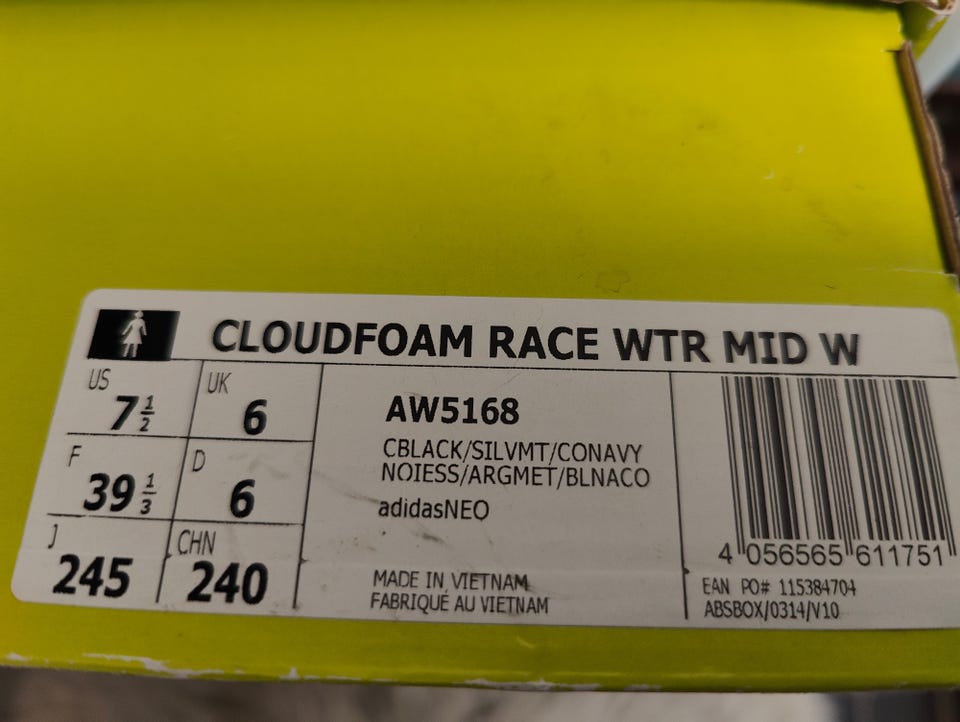 CLOUDFOAM RACE WTR MID W
US 7 1/2
UK 6
F 39 1/3
D 6
J 245
CHN 240
AW5168
CBLACK/SILVMT/CONAVY
NOIESS/ARGMET/BLNACO
adidasNEO
MADE IN VIETNAM
FABRIQUÉ AU VIETNAM
4 056565 611751
EAN PO# 115384704
ABSBOX/0314/V10